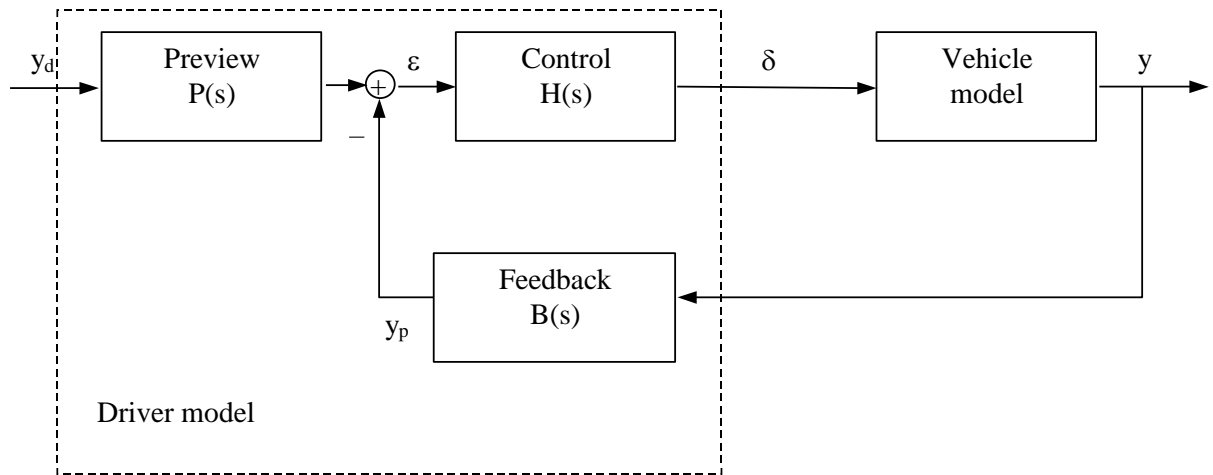 y_d
Preview
P(s)
+
−
ε
Control
H(s)
δ
Vehicle
model
y
Feedback
B(s)
y_p
Driver model